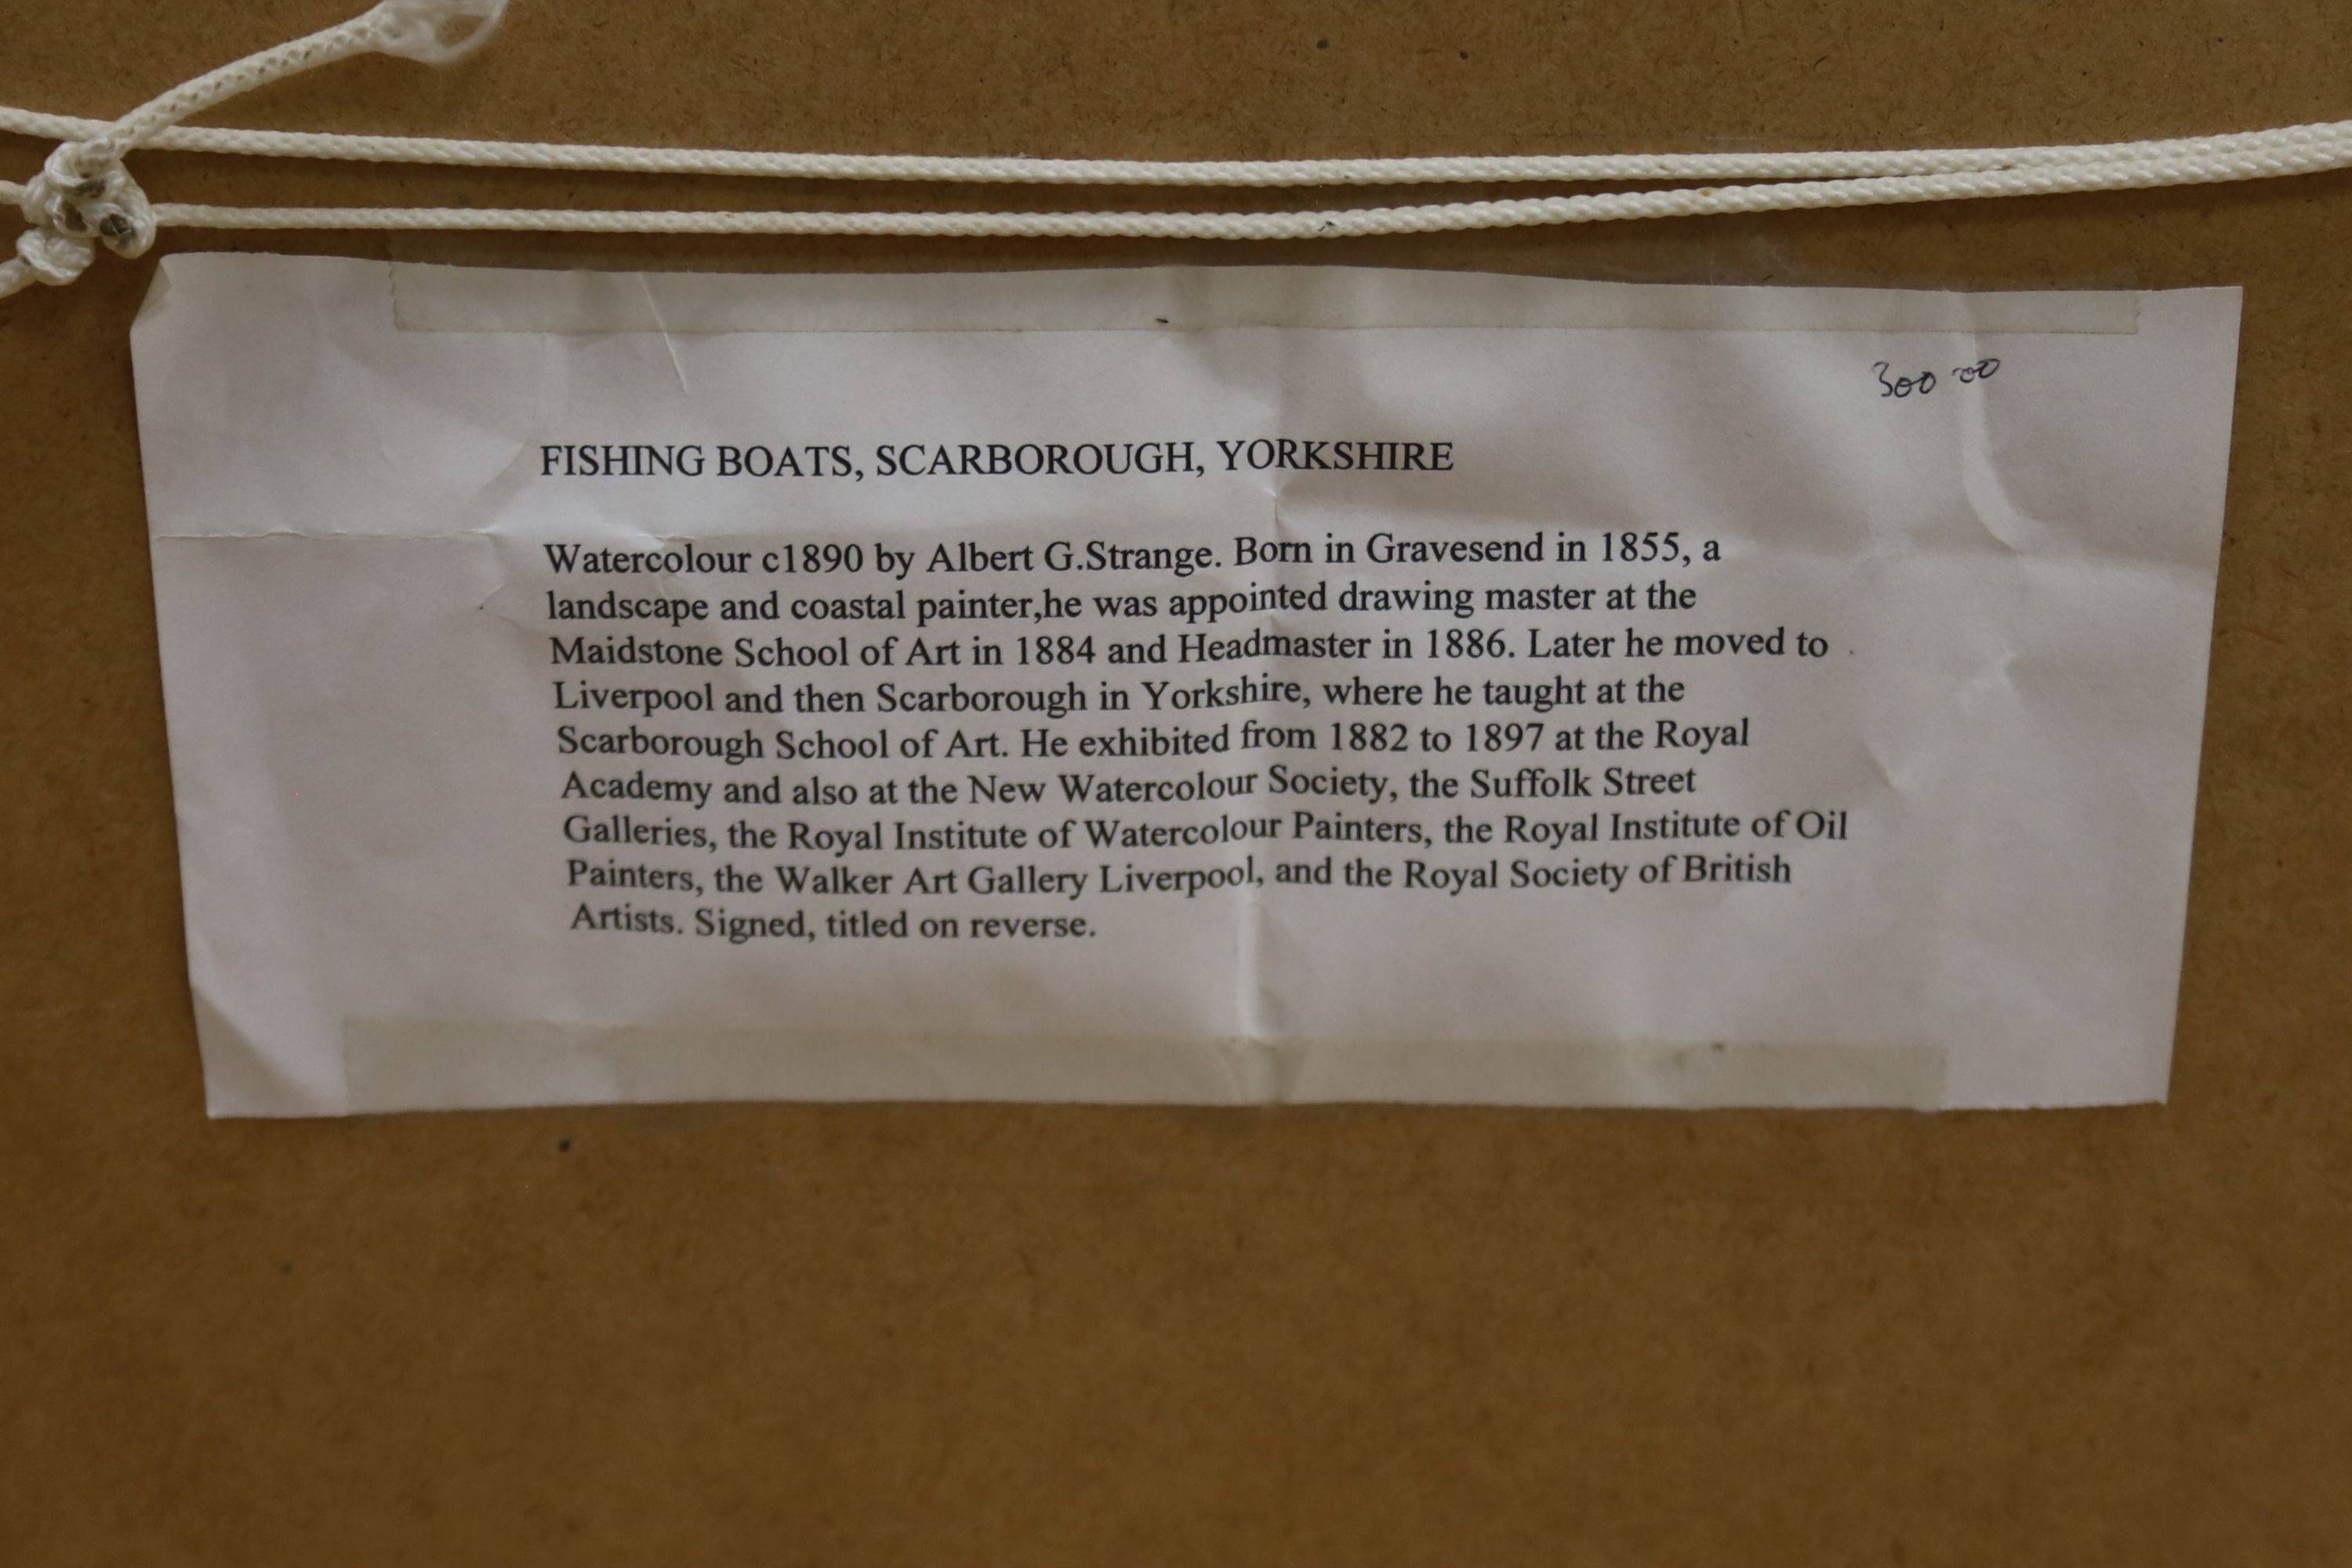 300 00
FISHING BOATS, SCARBOROUGH, YORKSHIRE
Watercolour c1890 by Albert G.Strange. Born in Gravesend in 1855, a
landscape and coastal painter,he was appointed drawing master at the
Maidstone School of Art in 1884 and Headmaster in 1886. Later he moved to
Liverpool and then Scarborough in Yorkshire, where he taught at the
Scarborough School of Art. He exhibited from 1882 to 1897 at the Royal
Academy and also at the New Watercolour Society, the Suffolk Street
Galleries, the Royal Institute of Watercolour Painters, the Royal Institute of Oil
Painters, the Walker Art Gallery Liverpool, and the Royal Society of British
Artists. Signed, titled on reverse.